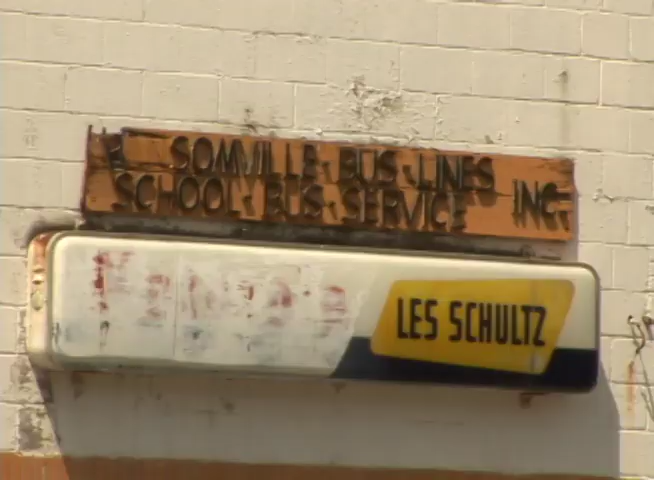 SOMVILLE BUS LINES INC.
SCHOOL BUS SERVICE
LES SCHULTZ